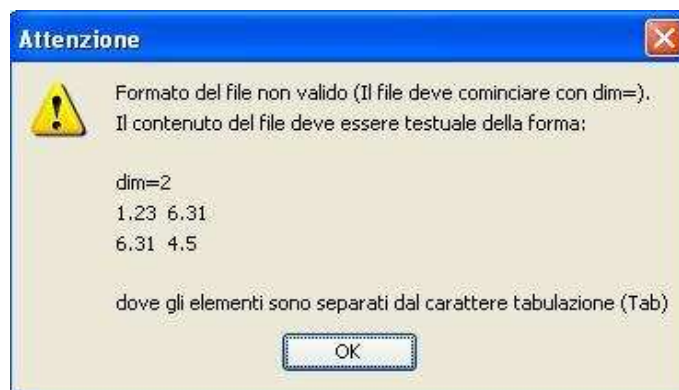 Attenzione
Formato del file non valido (Il file deve cominciare con dim=).
Il contenuto del file deve essere testuale della forma:
dim=2
1.23 6.31
6.31 4.5
dove gli elementi sono separati dal carattere tabulazione (Tab)
OK